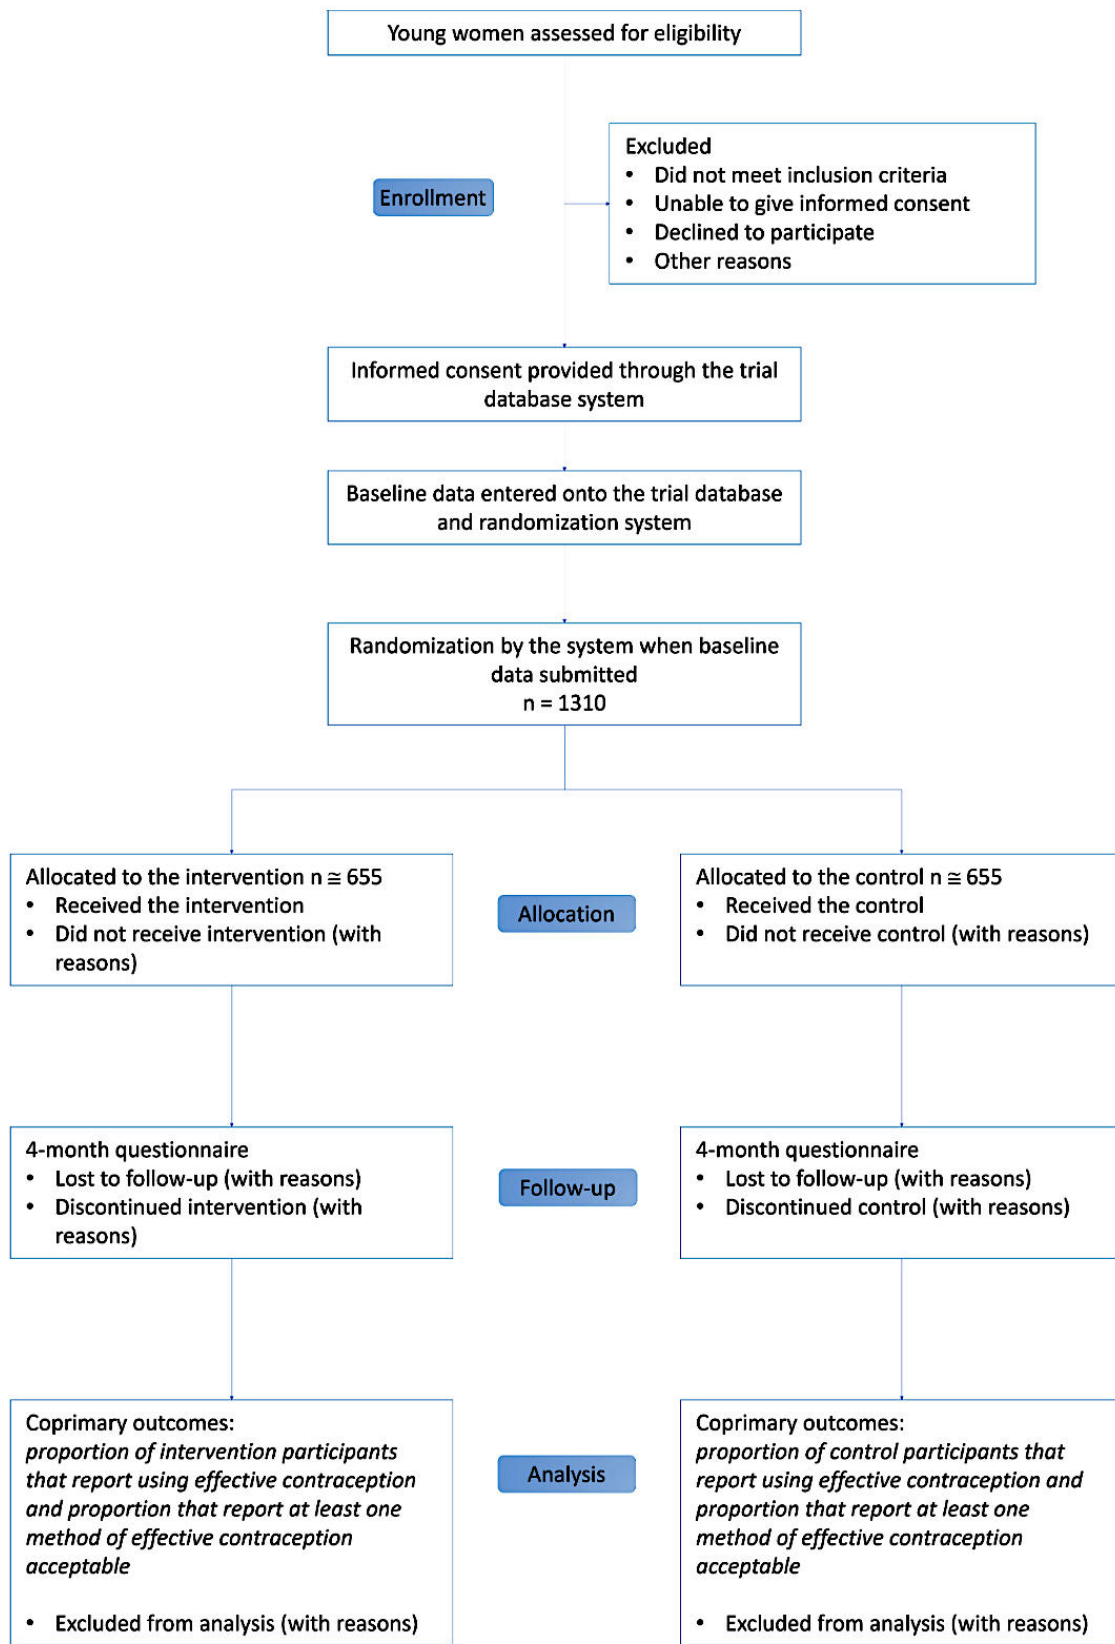 Young women assessed for eligibility
Excluded
• Did not meet inclusion criteria
• Unable to give informed consent
• Declined to participate
• Other reasons
Enrollment
Informed consent provided through the trial
database system
Baseline data entered onto the trial database
and randomization system
Randomization by the system when baseline
data submitted
n = 1310
Allocated to the intervention n ≅ 655
• Received the intervention
• Did not receive intervention (with
reasons)
Allocation
Allocated to the control n ≅ 655
• Received the control
• Did not receive control (with reasons)
4-month questionnaire
• Lost to follow-up (with reasons)
• Discontinued intervention (with
reasons)
Follow-up
4-month questionnaire
• Lost to follow-up (with reasons)
• Discontinued control (with reasons)
Coprimary outcomes:
proportion of intervention participants
that report using effective contraception
and proportion that report at least one
method of effective contraception
acceptable
• Excluded from analysis (with reasons)
Analysis
Coprimary outcomes:
proportion of control participants that
report using effective contraception and
proportion that report at least one
method of effective contraception
acceptable
• Excluded from analysis (with reasons)